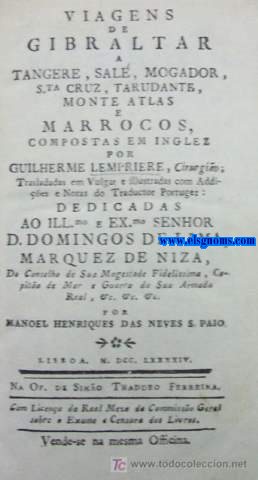 VIAGENS
DE
GIBRALTAR
A
TANGERE, SALÉ, MOGADOR,
S.TA CRUZ, TARUDANTE,
MONTE ATLAS
E
MARROCOS,
COMPOSTAS EM INGLEZ
POR
GUILHERME LEMPRIERE, Cirurgião;
Trasladadas em Vulgar e illustradas com Addi-
ções e Notas do Traductor Portugez:
DEDICADAS
AO ILL.mo E EX.mo SENHOR
D. DOMINGOS DE
www.elsgnoms.com
MARQUEZ DE NIZA,
Do Conselho de Sua Magestade Fidelissima, Ca-
pitão de Mar e Guerra da Sua Armada
Real, &c. &c. &c.
POR
MANOEL HENRIQUES DAS NEVES S. PAIO.
LISBOA. M. DCC. LXXXXIV.
NA OF. DE SIMÃO THADDEO FERREIRA.
Com Licença da Real Meza da Commissão Geral
sobre o Exame e Censura dos Livros.
Vende-se na mesma Officina.
TC www.todocoleccion.net